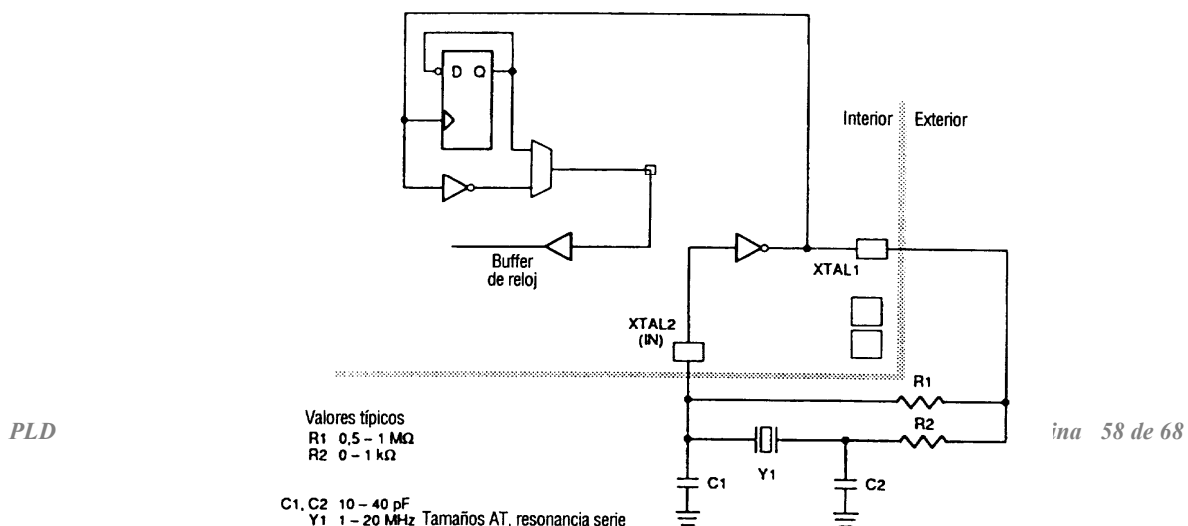 D Q
Interior Exterior
Buffer
de reloj
XTAL1
XTAL2
(IN)
R1
R2
Y1
C1
C2
Valores típicos
R1 0,5 – 1 MΩ
R2 0 – 1 kΩ
C1, C2 10 – 40 pF
Y1 1 – 20 MHz Tamaños AT, resonancia serie
PLD
ina 58 de 68